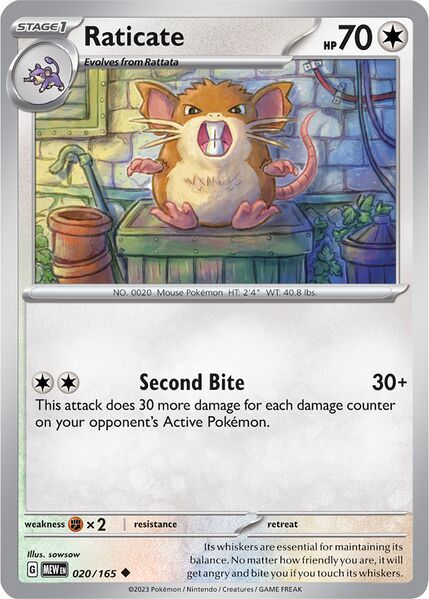 STAGE1
Raticate
HP70
Evolves from Rattata
NO. 0020 Mouse Pokémon HT: 2'4" WT: 40.8 lbs.
Second Bite 30+
This attack does 30 more damage for each damage counter
on your opponent's Active Pokémon.
weakness ×2 resistance retreat
Illus. sowsow
G MEW EN 020/165
Its whiskers are essential for maintaining its
balance. No matter how friendly you are, it will
get angry and bite you if you touch its whiskers.
©2023 Pokémon / Nintendo / Creatures / GAME FREAK